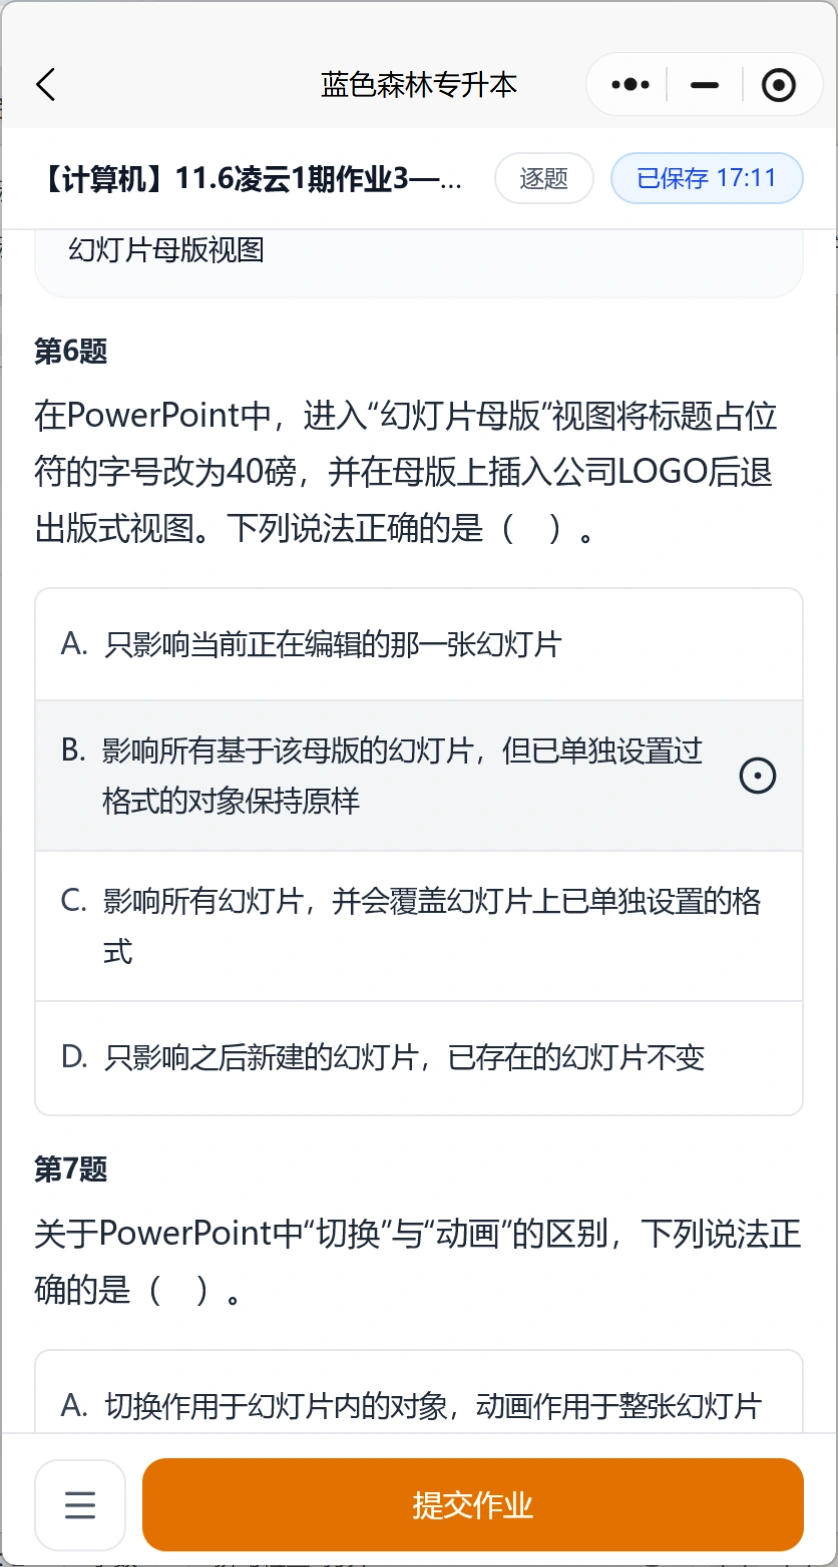 蓝色森林专升本
【计算机】11.6凌云1期作业3—...
逐题
已保存 17:11
幻灯片母版视图
第6题
在PowerPoint中，进入“幻灯片母版”视图将标题占位
符的字号改为40磅，并在母版上插入公司LOGO后退
出版式视图。下列说法正确的是（　）。
A. 只影响当前正在编辑的那一张幻灯片
B. 影响所有基于该母版的幻灯片，但已单独设置过
格式的对象保持原样
C. 影响所有幻灯片，并会覆盖幻灯片上已单独设置的格
式
D. 只影响之后新建的幻灯片，已存在的幻灯片不变
第7题
关于PowerPoint中“切换”与“动画”的区别，下列说法正
确的是（　）。
A. 切换作用于幻灯片内的对象，动画作用于整张幻灯片
提交作业